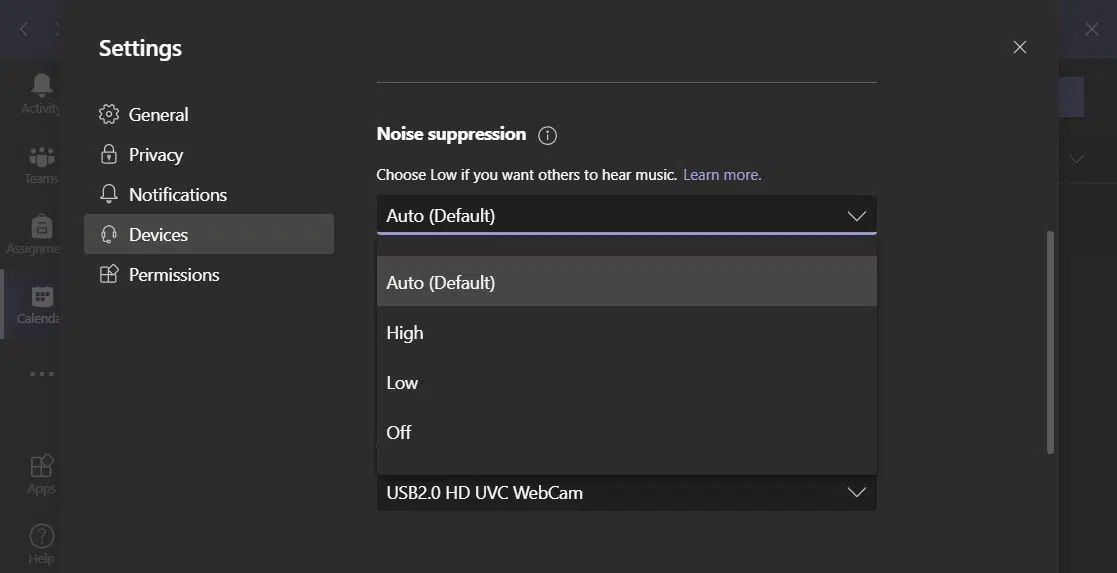 Settings
Activity
Teams
Assignme
Calenda
Apps
Help
General
Privacy
Notifications
Devices
Permissions
Noise suppression
Choose Low if you want others to hear music. Learn more.
Auto (Default)
Auto (Default)
High
Low
Off
USB2.0 HD UVC WebCam